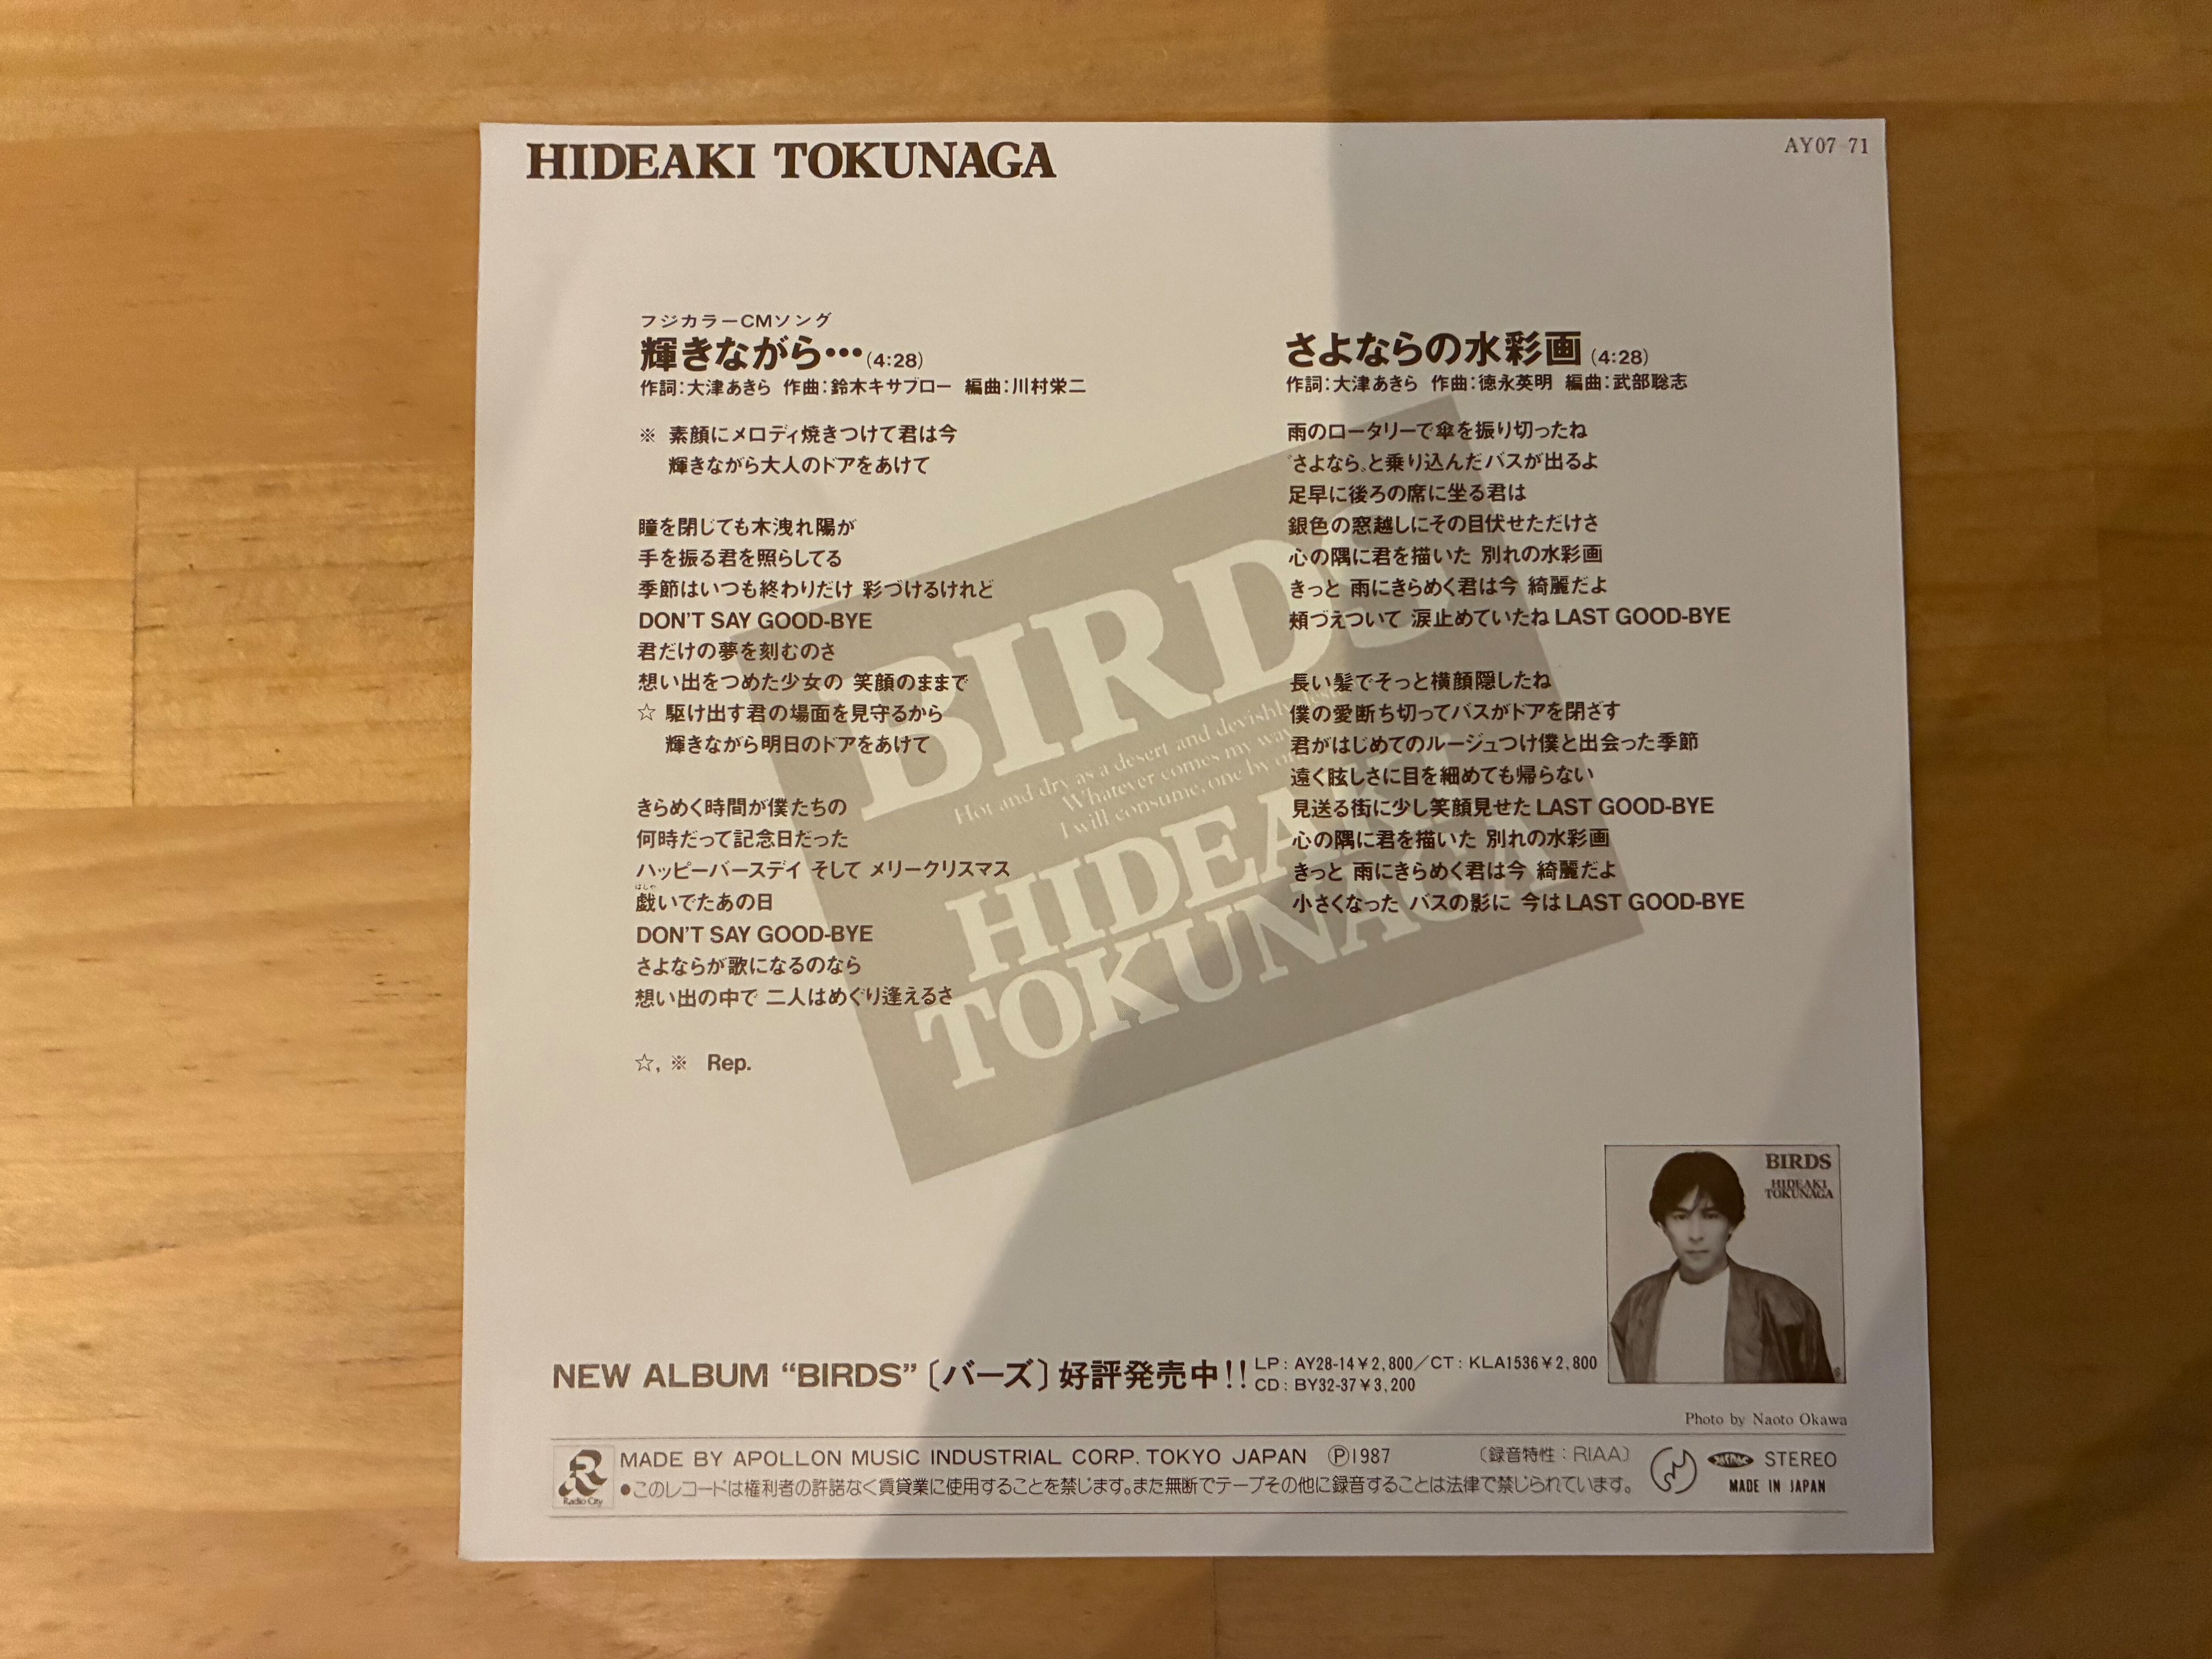 HIDEAKI TOKUNAGA
AY07-71
フジカラーCMソング
輝きながら…(4:28)
作詞:大津あきら 作曲:鈴木キサブロー 編曲:川村栄二
※ 素顔にメロディ焼きつけて君は今
輝きながら大人のドアをあけて
瞳を閉じても木洩れ陽が
手を振る君を照らしてる
季節はいつも終わりだけ 彩づけるけれど
DON'T SAY GOOD-BYE
君だけの夢を刻むのさ
想い出をつめた少女の 笑顔のままで
☆ 駆け出す君の場面を見守るから
輝きながら明日のドアをあけて
きらめく時間が僕たちの
何時だって記念日だった
ハッピーバースデイ そして メリークリスマス
はしゃ
戯いでたあの日
DON'T SAY GOOD-BYE
さよならが歌になるのなら
想い出の中で 二人はめぐり逢えるさ
☆, ※ Rep.
さよならの水彩画(4:28)
作詞:大津あきら 作曲:徳永英明 編曲:武部聡志
雨のロータリーで傘を振り切ったね
“さよなら„と乗り込んだバスが出るよ
足早に後ろの席に坐る君は
銀色の窓越しにその目伏せただけさ
心の隅に君を描いた 別れの水彩画
きっと 雨にきらめく君は今 綺麗だよ
頬づえついて 涙止めていたね LAST GOOD-BYE
長い髪でそっと横顔隠したね
僕の愛断ち切ってバスがドアを閉ざす
君がはじめてのルージュつけ僕と出会った季節
遠く眩しさに目を細めても帰らない
見送る街に少し笑顔見せた LAST GOOD-BYE
心の隅に君を描いた 別れの水彩画
きっと 雨にきらめく君は今 綺麗だよ
小さくなった バスの影に 今は LAST GOOD-BYE
BIRDS
Hot and dry as a desert and devishly
Whatever comes my way
I will consume, one by one
HIDEAKI
TOKUNAGA
BIRDS
HIDEAKI
TOKUNAGA
NEW ALBUM “BIRDS”〔バーズ〕好評発売中!!
LP: AY28-14¥2,800/CT: KLA1536¥2,800
CD: BY32-37¥3,200
Photo by Naoto Okawa
R
Radio City
MADE BY APOLLON MUSIC INDUSTRIAL CORP. TOKYO JAPAN Ⓟ1987
〔録音特性:RIAA〕
●このレコードは権利者の許諾なく賃貸業に使用することを禁じます。また無断でテープその他に録音することは法律で禁じられています。
STEREO
MADE IN JAPAN